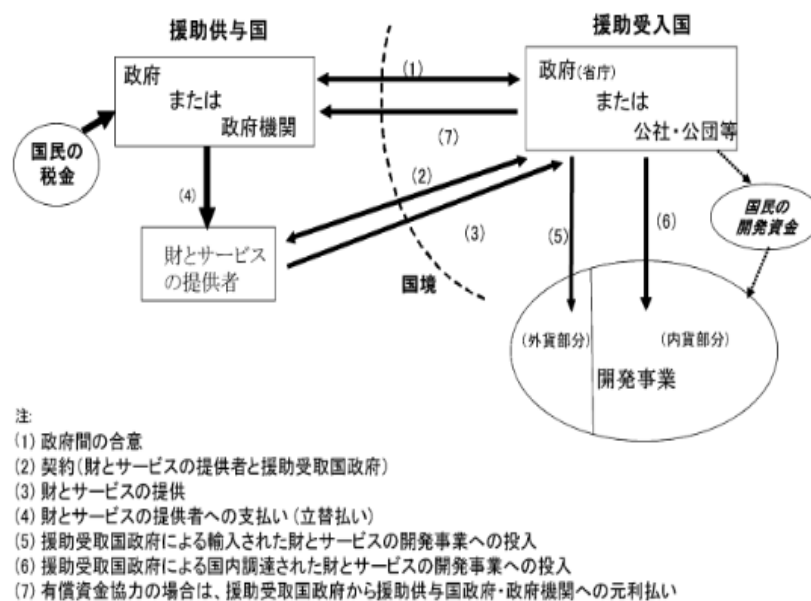 援助供与国
援助受入国
政府
または
政府機関
政府(省庁)
または
公社・公団等
(1)
(7)
国民の
税金
(4)
(2)
(3)
(5)
(6)
国民の
開発資金
財とサービス
の提供者
国境
(外貨部分)
(内貨部分)
開発事業
注:
(1) 政府間の合意
(2) 契約(財とサービスの提供者と援助受取国政府)
(3) 財とサービスの提供
(4) 財とサービスの提供者への支払い(立替払い)
(5) 援助受取国政府による輸入された財とサービスの開発事業への投入
(6) 援助受取国政府による国内調達された財とサービスの開発事業への投入
(7) 有償資金協力の場合は、援助受取国政府から援助供与国政府・政府機関への元利払い